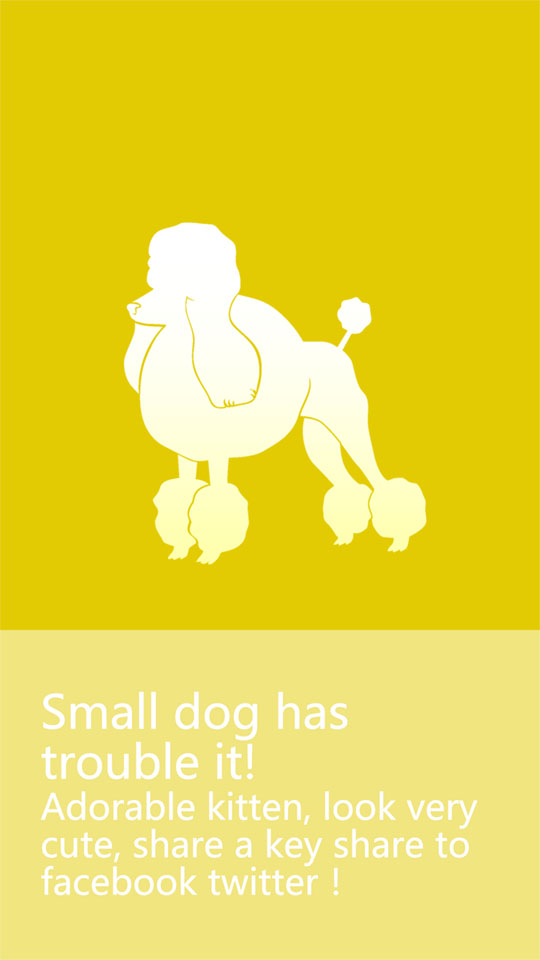 Small dog has
trouble it!
Adorable kitten, look very
cute, share a key share to
facebook twitter !